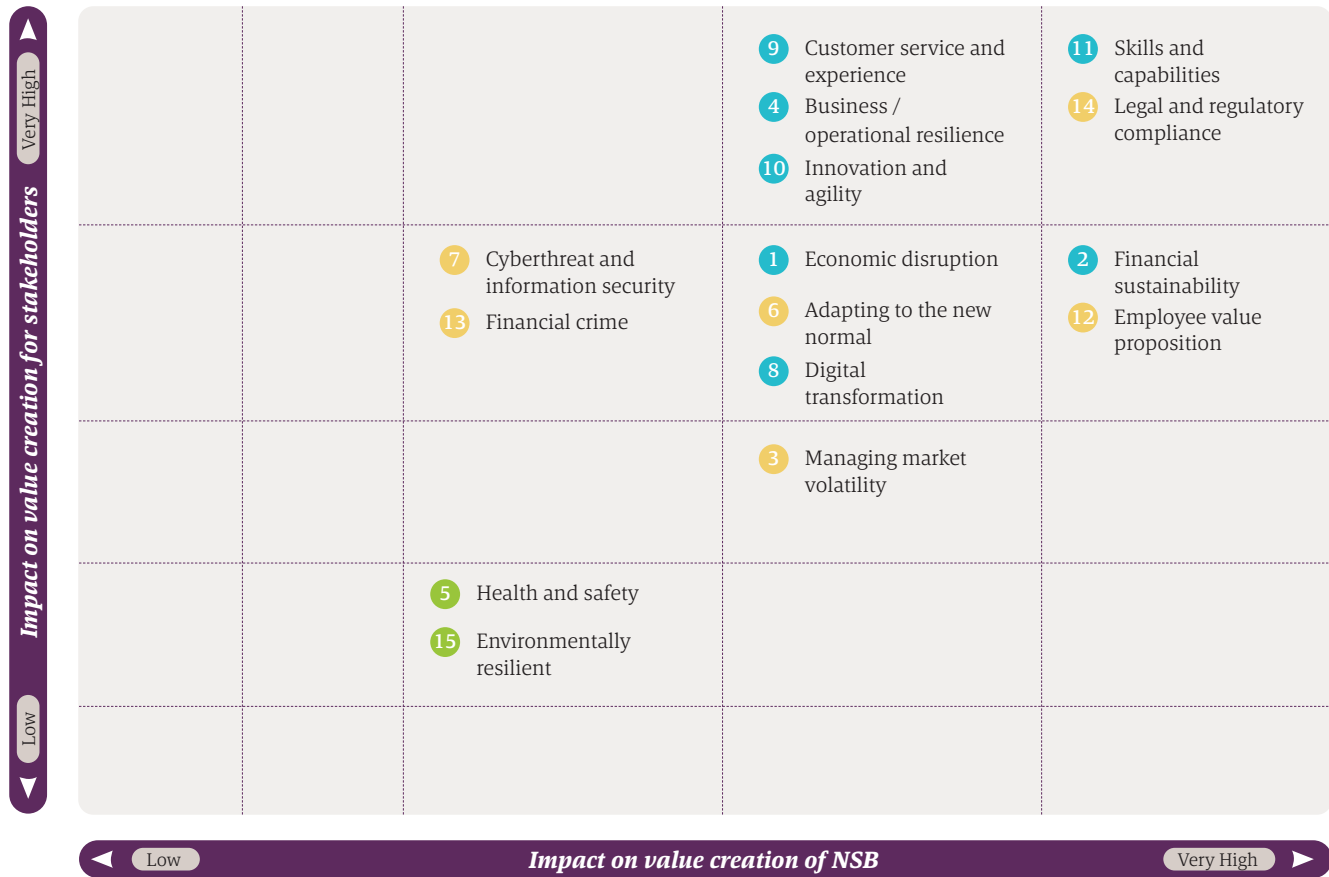 Very High
Impact on value creation for stakeholders
Low
9 Customer service and
experience
4 Business /
operational resilience
10 Innovation and
agility
11 Skills and
capabilities
14 Legal and regulatory
compliance
7 Cyberthreat and
information security
13 Financial crime
1 Economic disruption
6 Adapting to the new
normal
8 Digital
transformation
2 Financial
sustainability
12 Employee value
proposition
3 Managing market
volatility
5 Health and safety
15 Environmentally
resilient
Low
Impact on value creation of NSB
Very High